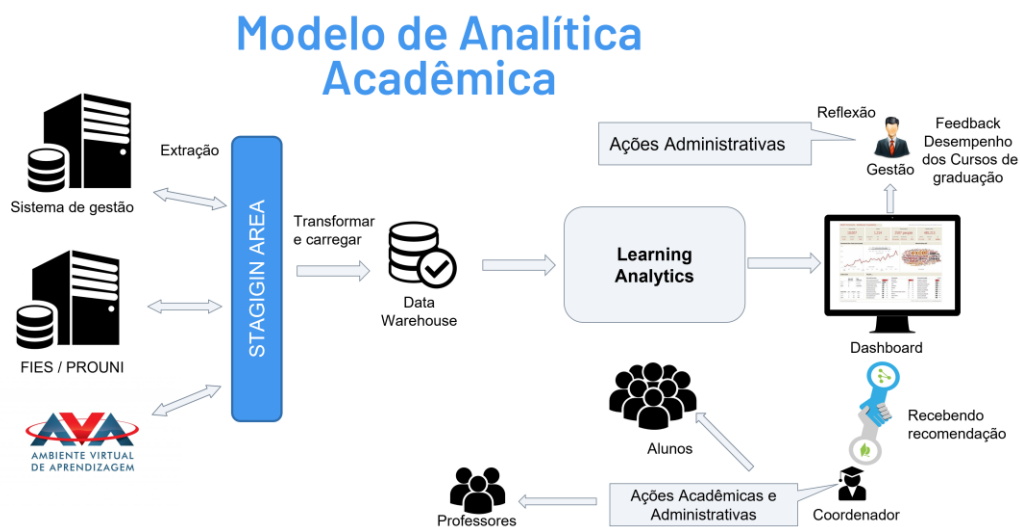 Modelo de Analítica
Acadêmica
Sistema de gestão
Extração
FIES / PROUNI
AVA
AMBIENTE VIRTUAL
DE APRENDIZAGEM
STAGIGIN AREA
Transformar
e carregar
Data
Warehouse
Learning
Analytics
Ações Administrativas
Reflexão
Gestão
Feedback
Desempenho
dos Cursos de
graduação
Dashboard
Recebendo
recomendação
Alunos
Ações Acadêmicas e
Administrativas
Coordenador
Professores